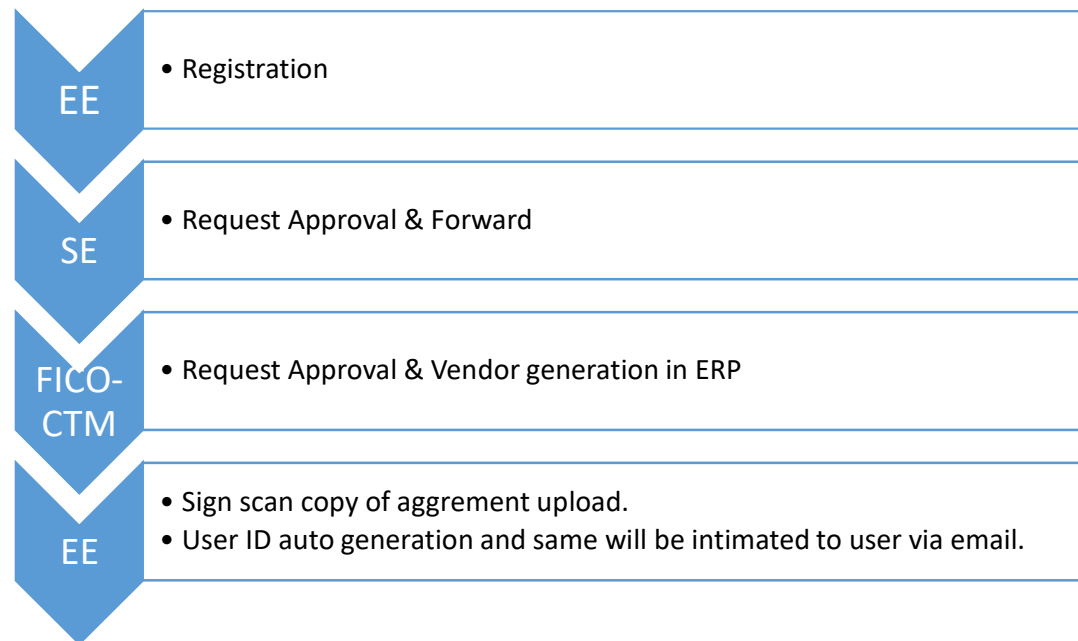 EE
• Registration
SE
• Request Approval & Forward
FICO-
CTM
• Request Approval & Vendor generation in ERP
EE
• Sign scan copy of aggrement upload.
• User ID auto generation and same will be intimated to user via email.